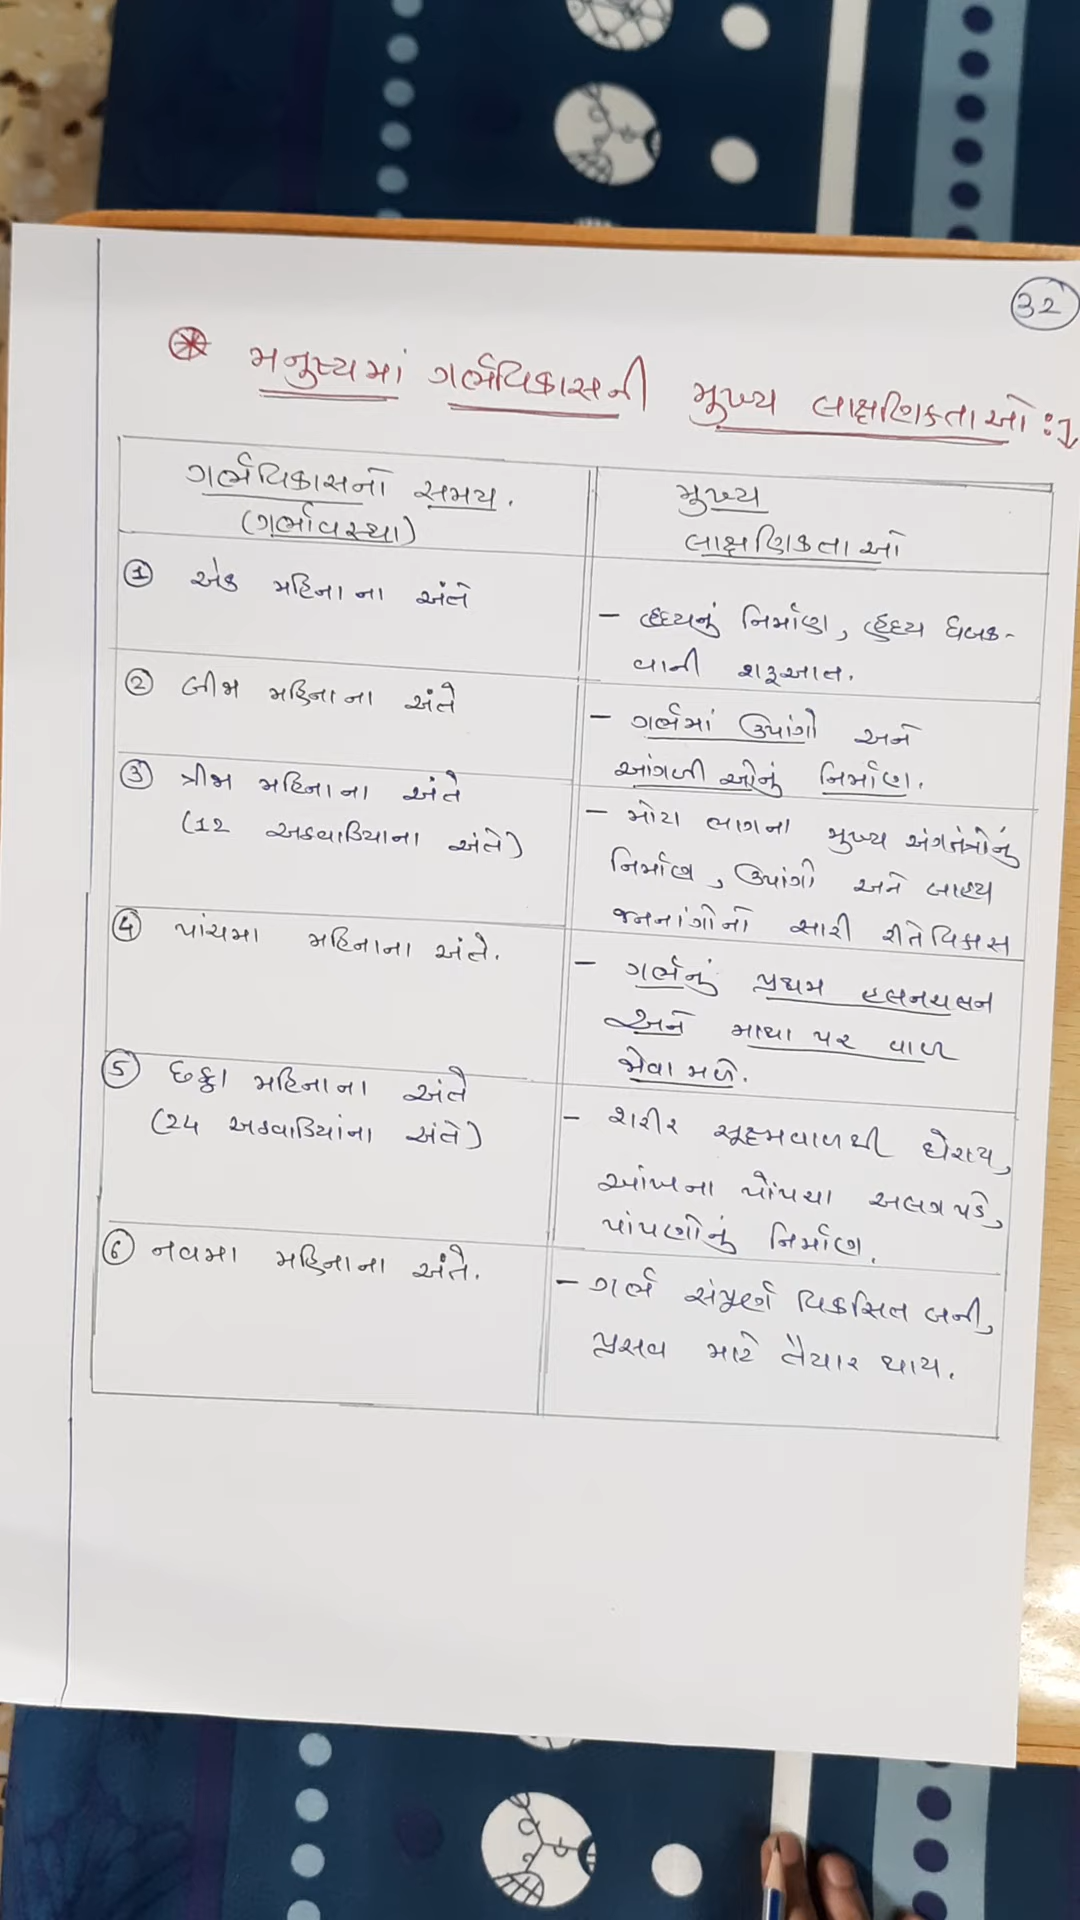 32
મનુષ્યમાં ગર્ભવિકાસની મુખ્ય લાક્ષણિકતાઓ :
ગર્ભવિકાસનો સમય.
(ગર્ભાવસ્થા)
મુખ્ય
લાક્ષણિકતાઓ
① એક મહિનાના અંતે
- હૃદયનું નિર્માણ, હૃદય ધબક-
વાની શરૂઆત.
② બીજા મહિનાના અંતે
- ગર્ભમાં ઉપાંગો અને
આંગળીઓનું નિર્માણ.
③ ત્રીજા મહિનાના અંતે
(12 અઠવાડિયાના અંતે)
- મોટા ભાગના મુખ્ય અંગતંત્રોનું
નિર્માણ, ઉપાંગો અને બાહ્ય
જનનાંગોનો સારી રીતે વિકાસ
④ પાંચમા મહિનાના અંતે.
- ગર્ભનું પ્રથમ હલનચલન
અને માથા પર વાળ
જોવા મળે.
⑤ છઠ્ઠા મહિનાના અંતે
(24 અઠવાડિયાંના અંતે)
- શરીર સૂક્ષ્મવાળથી ઘેરાય,
આંખના પોંપચા અલગ પડે,
પાંપણોનું નિર્માણ.
⑥ નવમા મહિનાના અંતે.
- ગર્ભ સંપૂર્ણ વિકસિત બની,
પ્રસવ માટે તૈયાર થાય.